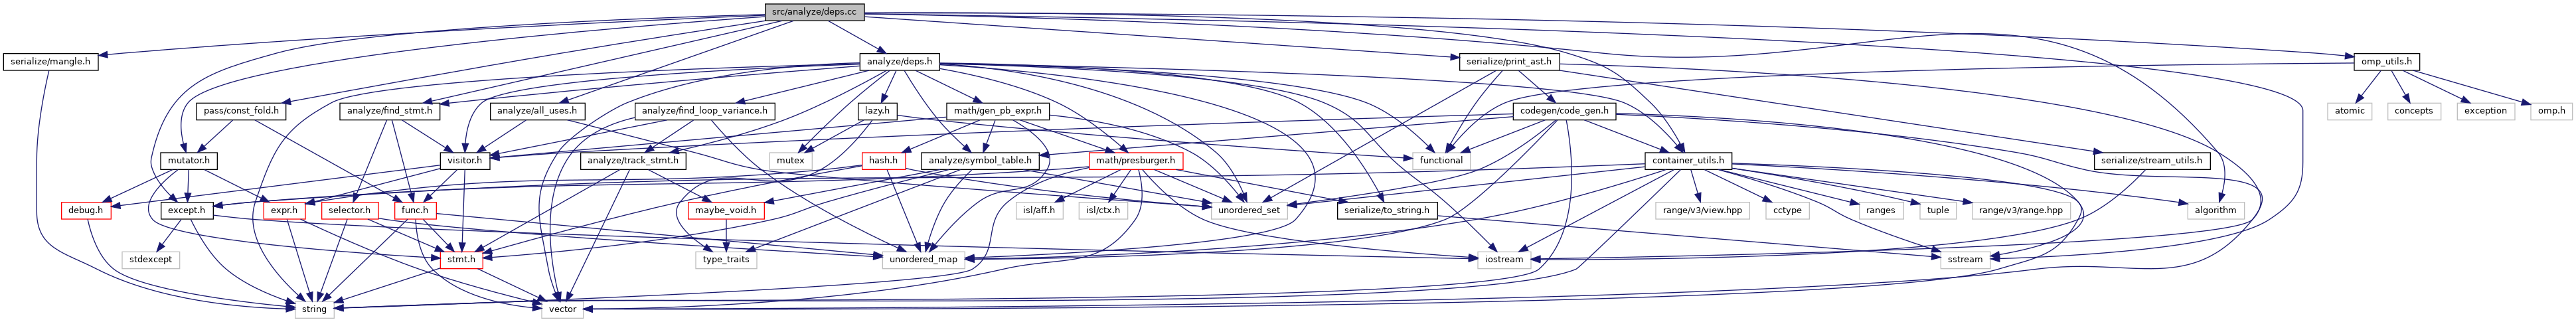 src/analyze/deps.cc
serialize/mangle.h
analyze/deps.h
serialize/print_ast.h
omp_utils.h
pass/const_fold.h
analyze/find_stmt.h
analyze/all_uses.h
analyze/find_loop_variance.h
lazy.h
math/gen_pb_expr.h
codegen/code_gen.h
atomic
concepts
exception
omp.h
mutator.h
visitor.h
analyze/track_stmt.h
mutex
hash.h
analyze/symbol_table.h
math/presburger.h
functional
container_utils.h
serialize/stream_utils.h
debug.h
except.h
expr.h
selector.h
func.h
maybe_void.h
isl/aff.h
isl/ctx.h
unordered_set
serialize/to_string.h
range/v3/view.hpp
cctype
ranges
tuple
range/v3/range.hpp
algorithm
stdexcept
stmt.h
type_traits
unordered_map
iostream
sstream
string
vector